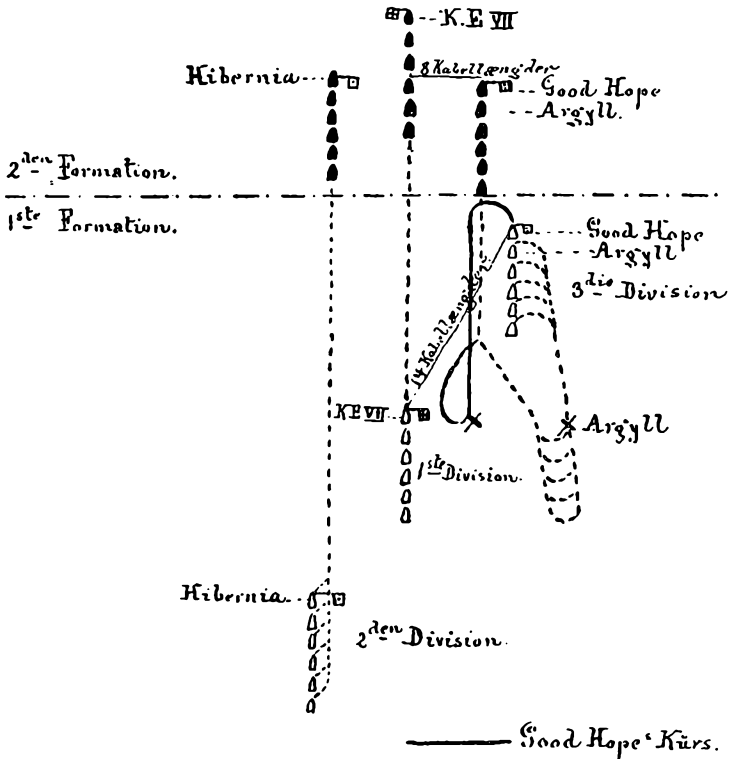 K.E VII
8 Kabellængder
Hibernia
Good Hope
Argyll.
2den Formation.
1ste Formation.
Good Hope
Argyll
3die Division
14 Kabellængder.
KE VII
Argyll
1ste Division.
Hibernia
2den Division.
Good Hope's Kürs.